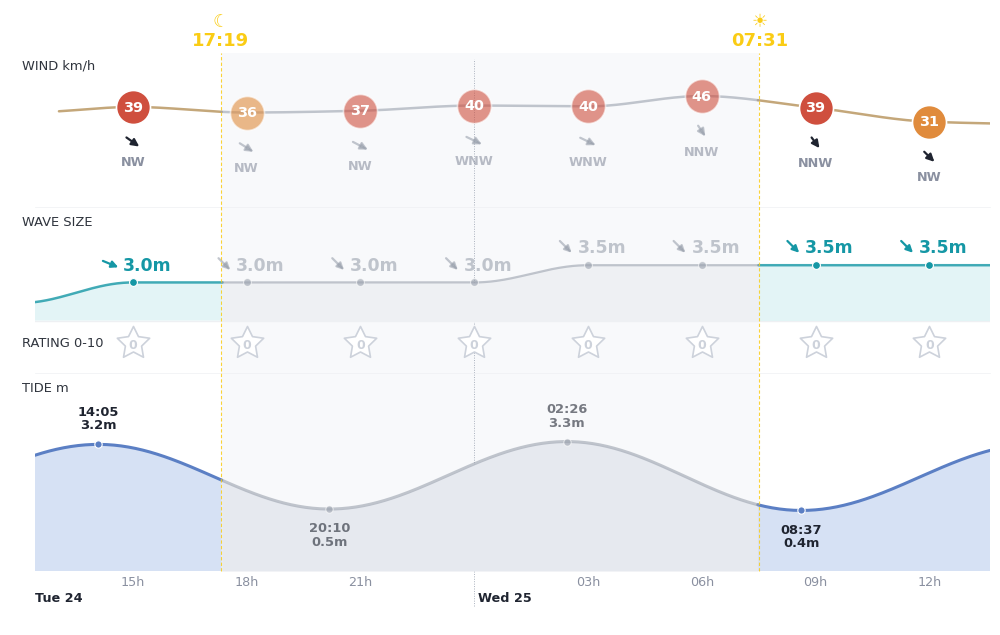 17:19 07:31
WIND km/h
39 36 37 40 40 46 39 31
NW NW NW WNW WNW NNW NNW NW
WAVE SIZE
3.0m 3.0m 3.0m 3.0m 3.5m 3.5m 3.5m 3.5m
RATING 0-10
0 0 0 0 0 0 0 0
TIDE m
14:05
3.2m
02:26
3.3m
20:10
0.5m
08:37
0.4m
15h 18h 21h 03h 06h 09h 12h
Tue 24 Wed 25